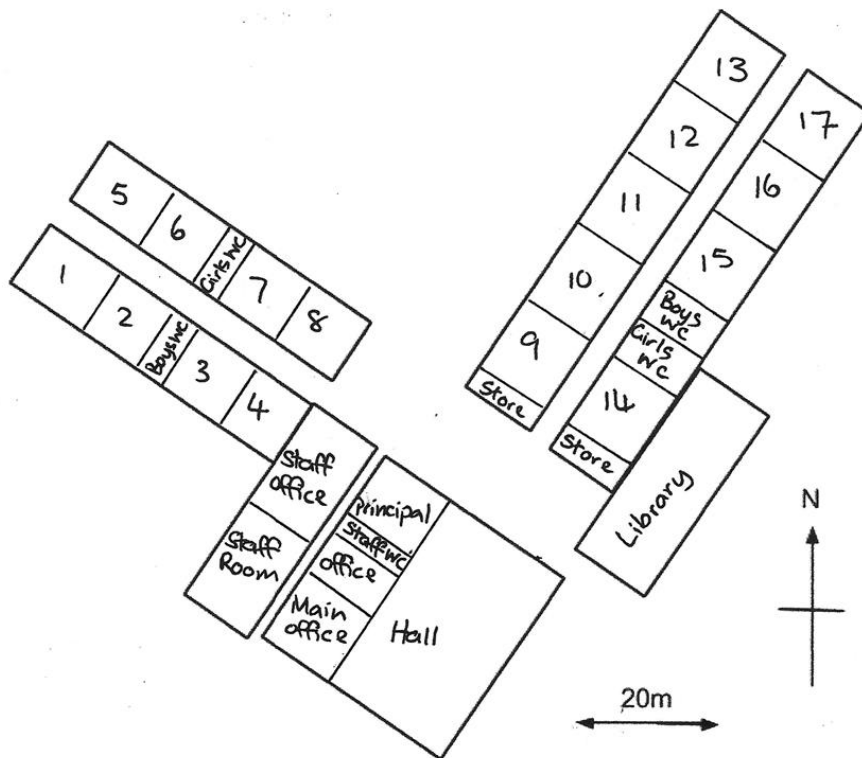 13
17
12
16
11
5
6
Girls WC
7
8
10
15
Boys
WC
Girls
WC
1
2
Boys WC
3
4
9
Store
14
Store
Library
Staff
office
Staff
Room
Principal
Staff WC
office
Main
office
Hall
N
20m